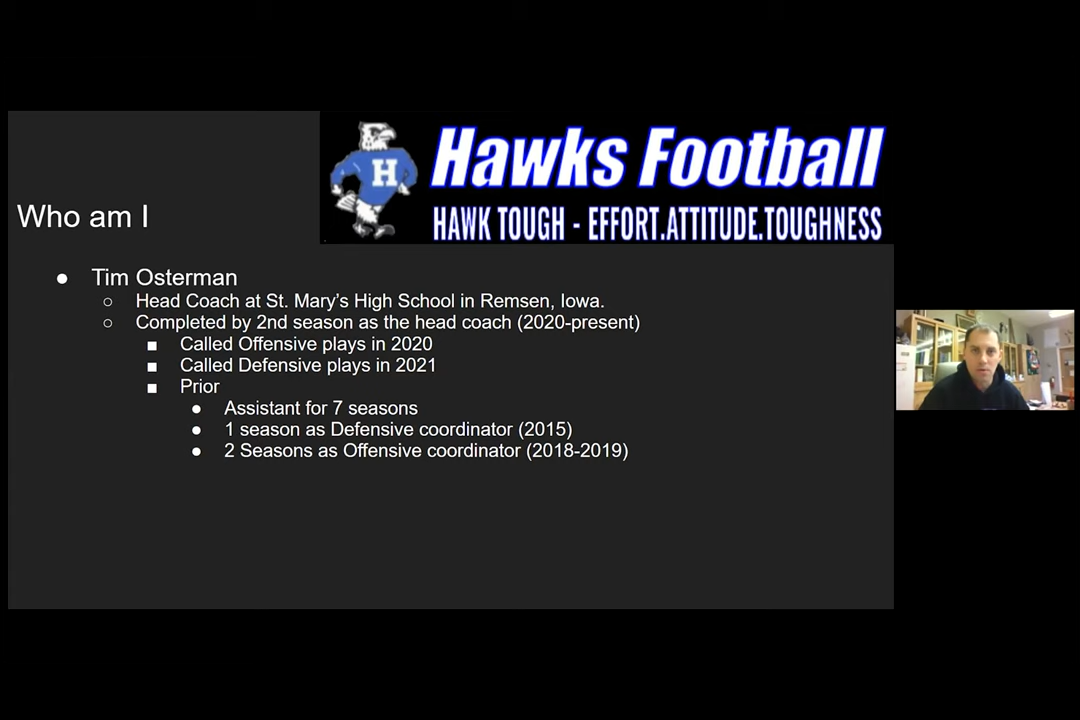 Hawks Football
H
HAWK TOUGH - EFFORT.ATTITUDE.TOUGHNESS
Who am I
● Tim Osterman
○ Head Coach at St. Mary's High School in Remsen, Iowa.
○ Completed by 2nd season as the head coach (2020-present)
■ Called Offensive plays in 2020
■ Called Defensive plays in 2021
■ Prior
● Assistant for 7 seasons
● 1 season as Defensive coordinator (2015)
● 2 Seasons as Offensive coordinator (2018-2019)